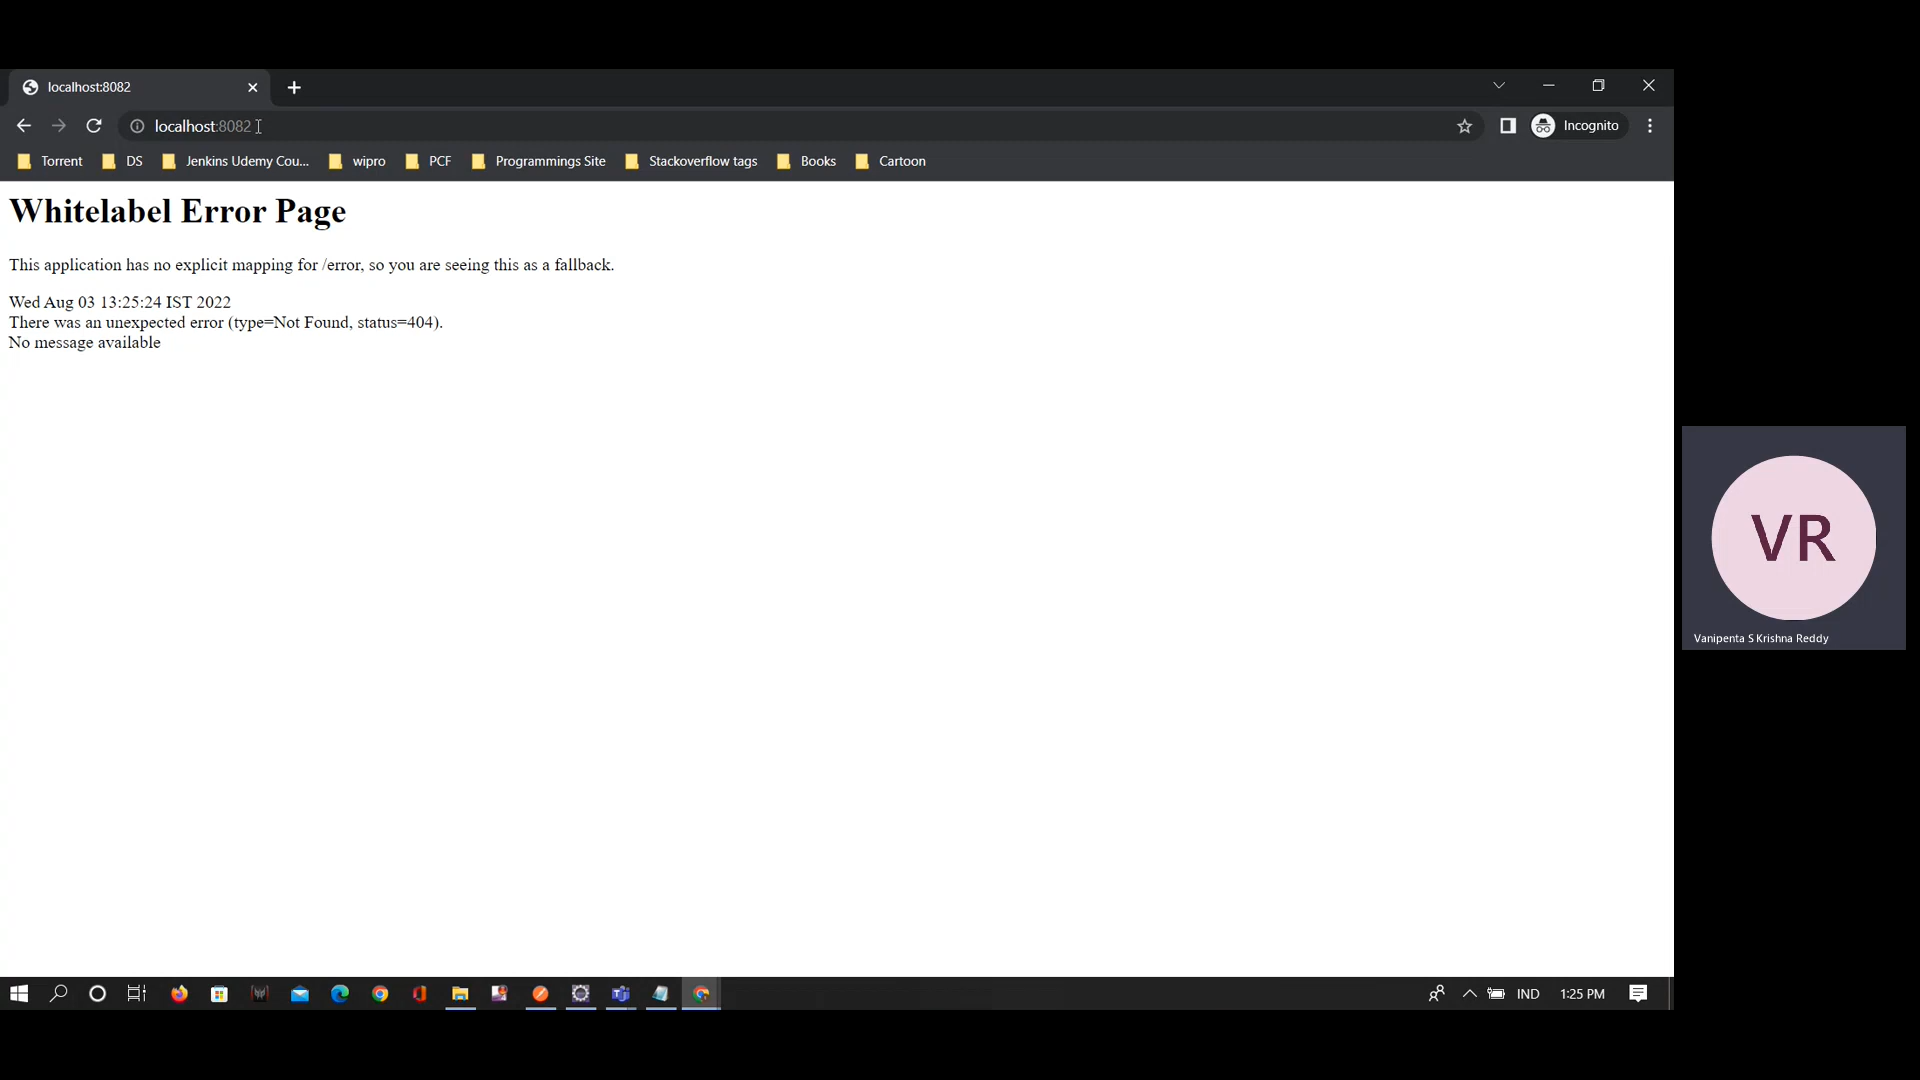 localhost:8082
localhost:8082
Incognito
Torrent
DS
Jenkins Udemy Cou...
wipro
PCF
Programmings Site
Stackoverflow tags
Books
Cartoon
Whitelabel Error Page
This application has no explicit mapping for /error, so you are seeing this as a fallback.
Wed Aug 03 13:25:24 IST 2022
There was an unexpected error (type=Not Found, status=404).
No message available
VR
Vanipenta S Krishna Reddy
IND
1:25 PM